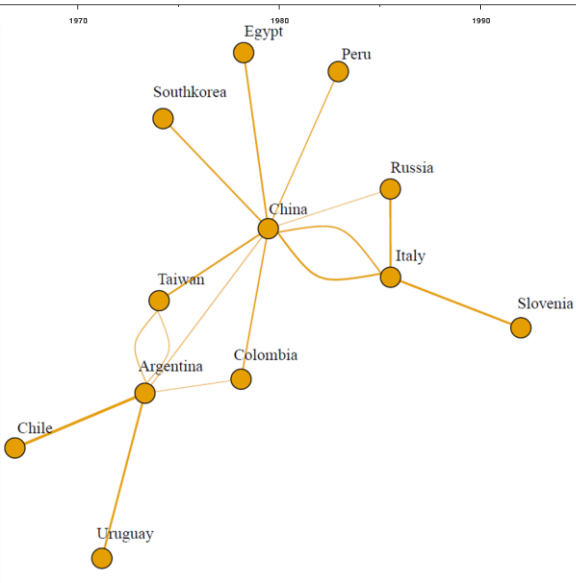 1970 1980 1990
Egypt
Peru
Southkorea
Russia
China
Italy
Taiwan
Slovenia
Colombia
Argentina
Chile
Uruguay